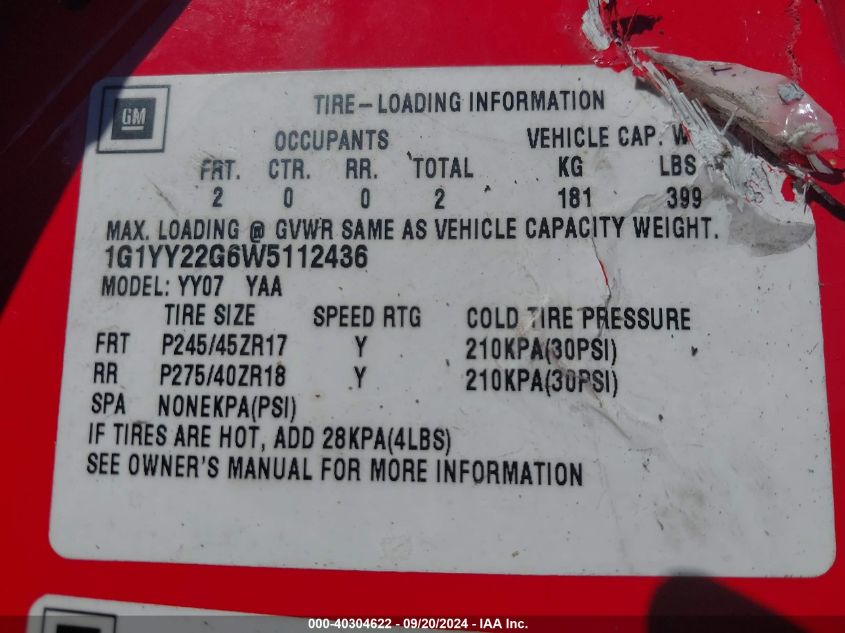 GM
TIRE-LOADING INFORMATION
OCCUPANTS VEHICLE CAP. W
FRT. CTR. RR. TOTAL KG LBS
2 0 0 2 181 399
MAX. LOADING @ GVWR SAME AS VEHICLE CAPACITY WEIGHT.
1G1YY22G6W5112436
MODEL: YY07 YAA
TIRE SIZE SPEED RTG COLD TIRE PRESSURE
FRT P245/45ZR17 Y 210KPA(30PSI)
RR P275/40ZR18 Y 210KPA(30PSI)
SPA NONEKPA(PSI)
IF TIRES ARE HOT, ADD 28KPA(4LBS)
SEE OWNER'S MANUAL FOR MORE INFORMATION
000-40304622 - 09/20/2024 - IAA Inc.